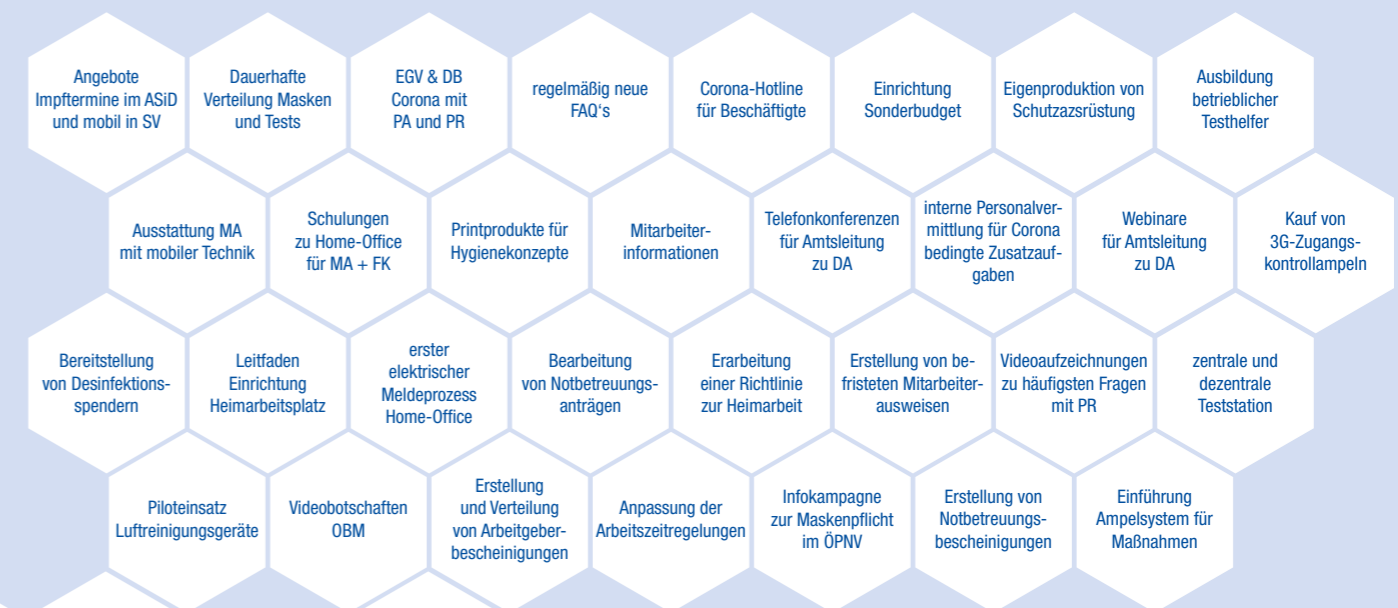 Angebote
Impftermine im ASiD
und mobil in SV
Dauerhafte
Verteilung Masken
und Tests
EGV & DB
Corona mit
PA und PR
regelmäßig neue
FAQ‘s
Corona-Hotline
für Beschäftigte
Einrichtung
Sonderbudget
Eigenproduktion von
Schutzazsrüstung
Ausbildung
betrieblicher
Testhelfer
Ausstattung MA
mit mobiler Technik
Schulungen
zu Home-Office
für MA + FK
Printprodukte für
Hygienekonzepte
Mitarbeiter-
informationen
Telefonkonferenzen
für Amtsleitung
zu DA
interne Personalver-
mittlung für Corona
bedingte Zusatzauf-
gaben
Webinare
für Amtsleitung
zu DA
Kauf von
3G-Zugangs-
kontrollampeln
Bereitstellung
von Desinfektions-
spendern
Leitfaden
Einrichtung
Heimarbeitsplatz
erster
elektrischer
Meldeprozess
Home-Office
Bearbeitung
von Notbetreuungs-
anträgen
Erarbeitung
einer Richtlinie
zur Heimarbeit
Erstellung von be-
fristeten Mitarbeiter-
ausweisen
Videoaufzeichnungen
zu häufigsten Fragen
mit PR
zentrale und
dezentrale
Teststation
Piloteinsatz
Luftreinigungsgeräte
Videobotschaften
OBM
Erstellung
und Verteilung
von Arbeitgeber-
bescheinigungen
Anpassung der
Arbeitszeitregelungen
Infokampagne
zur Maskenpflicht
im ÖPNV
Erstellung von
Notbetreuungs-
bescheinigungen
Einführung
Ampelsystem für
Maßnahmen